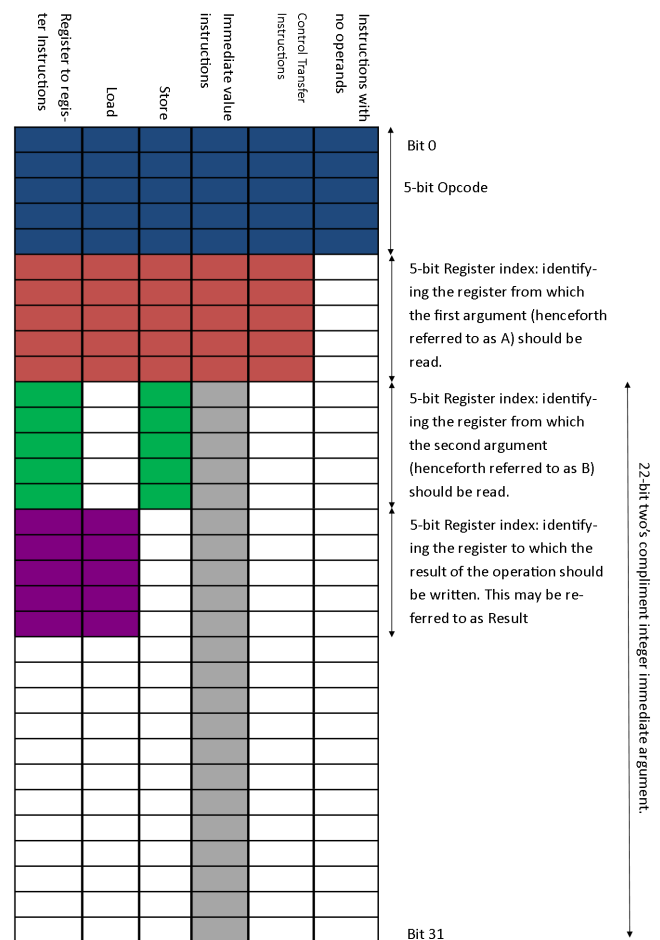 Register to regis-
ter Instructions
Load
Store
Immediate value
instructions
Control Transfer
Instructions
Instructions with
no operands
Bit 0
5-bit Opcode
5-bit Register index: identify-
ing the register from which
the first argument (henceforth
referred to as A) should be
read.
5-bit Register index: identify-
ing the register from which
the second argument
(henceforth referred to as B)
should be read.
5-bit Register index: identify-
ing the register to which the
result of the operation should
be written. This may be re-
ferred to as Result
22-bit two's compliment integer immediate argument.
Bit 31